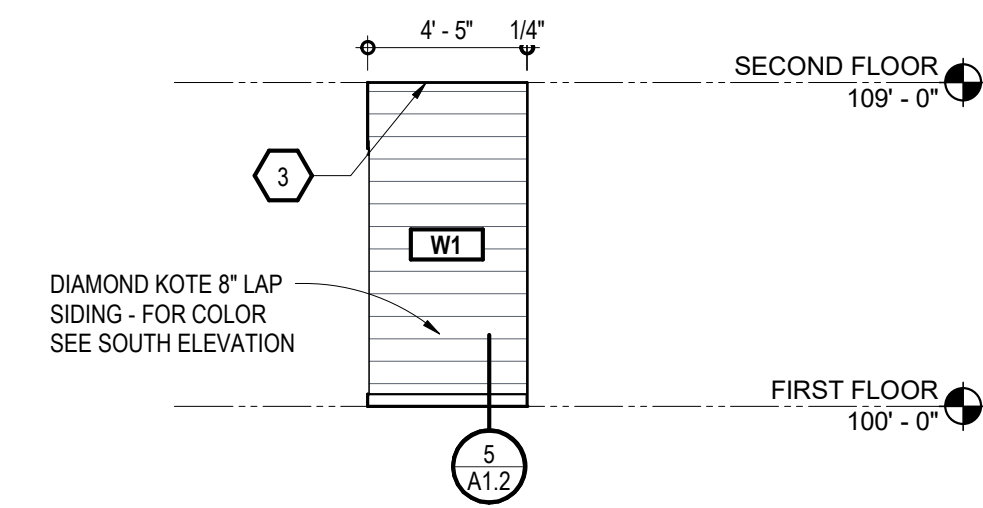 4' - 5" 1/4"
SECOND FLOOR
109' - 0"
3
W1
DIAMOND KOTE 8" LAP
SIDING - FOR COLOR
SEE SOUTH ELEVATION
FIRST FLOOR
100' - 0"
5
A1.2